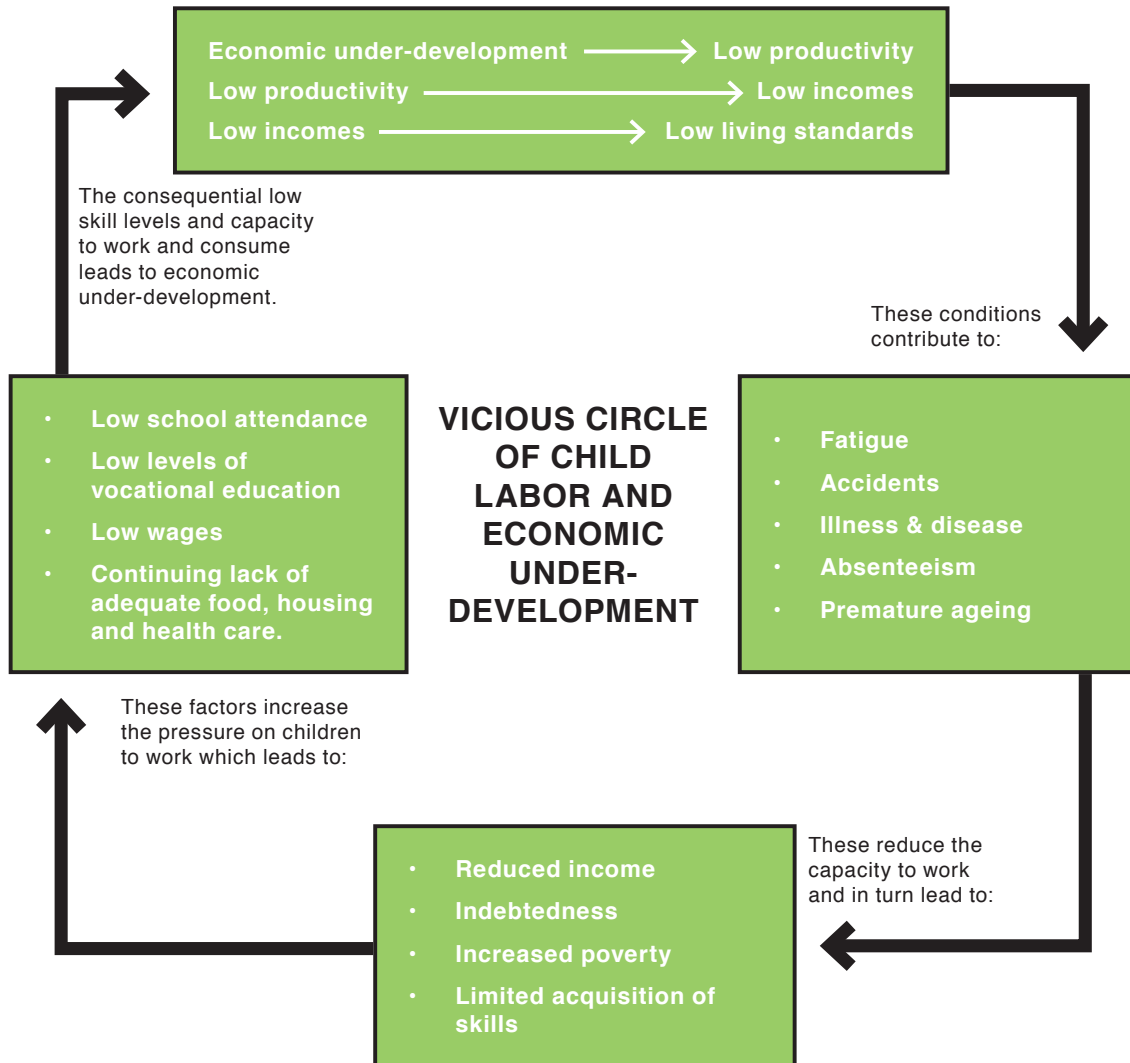 Economic under-development → Low productivity
Low productivity → Low incomes
Low incomes → Low living standards
These conditions
contribute to:
• Fatigue
• Accidents
• Illness & disease
• Absenteeism
• Premature ageing
These reduce the
capacity to work
and in turn lead to:
• Reduced income
• Indebtedness
• Increased poverty
• Limited acquisition of
skills
These factors increase
the pressure on children
to work which leads to:
• Low school attendance
• Low levels of
vocational education
• Low wages
• Continuing lack of
adequate food, housing
and health care.
The consequential low
skill levels and capacity
to work and consume
leads to economic
under-development.
VICIOUS CIRCLE
OF CHILD
LABOR AND
ECONOMIC
UNDER-
DEVELOPMENT